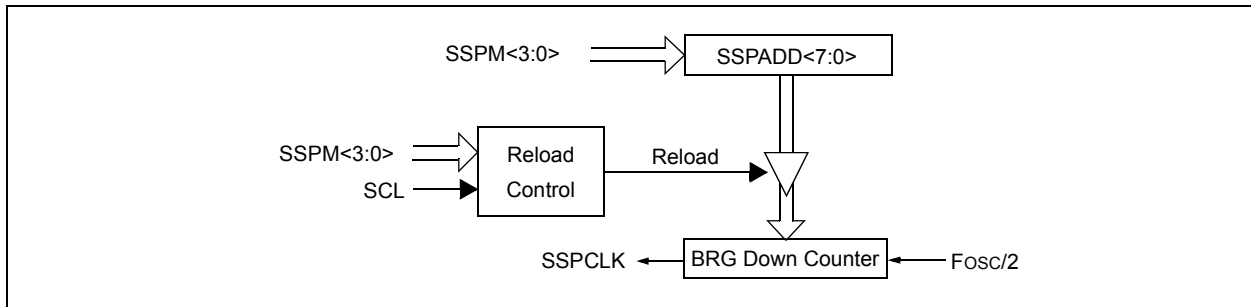 SSPM<3:0>
SSPADD<7:0>
SSPM<3:0>
SCL
Reload
Control
Reload
SSPCLK
BRG Down Counter
FOSC/2